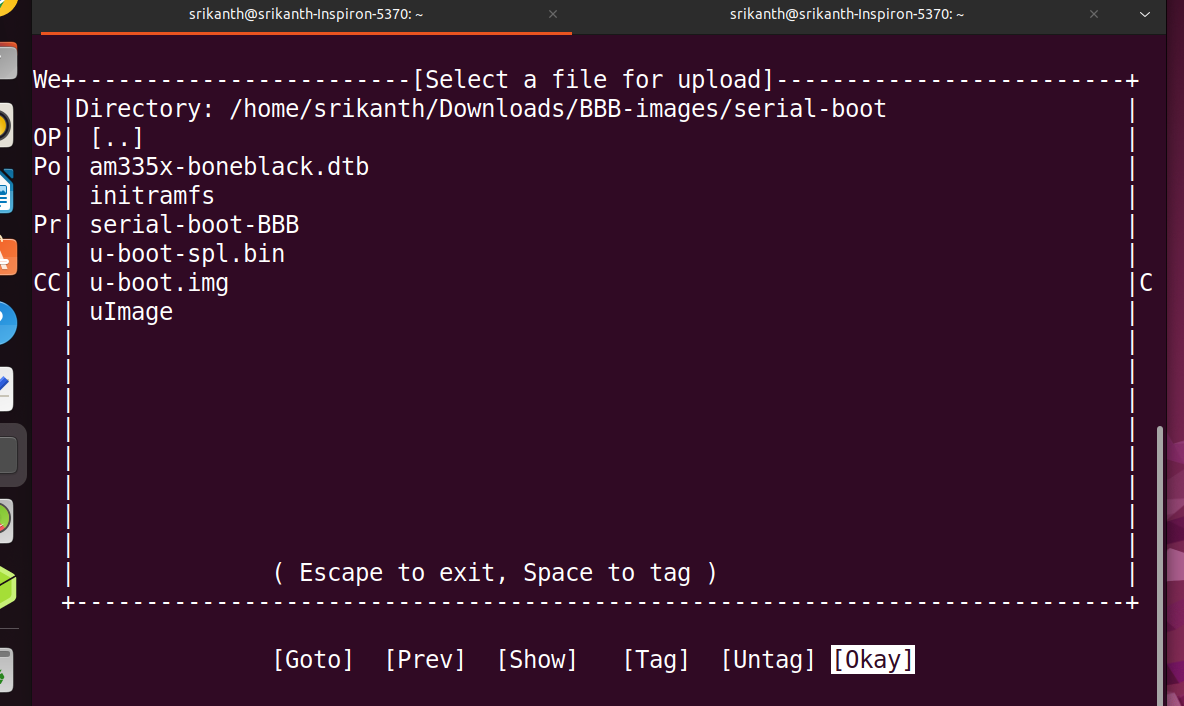 srikanth@srikanth-Inspiron-5370: ~ × srikanth@srikanth-Inspiron-5370: ~ ×
We+------------------------[Select a file for upload]-------------------------+
|Directory: /home/srikanth/Downloads/BBB-images/serial-boot |
OP| [..] |
Po| am335x-boneblack.dtb |
| initramfs |
Pr| serial-boot-BBB |
| u-boot-spl.bin |
CC| u-boot.img |C
| uImage |
| |
| |
| |
| |
| |
| |
| |
| |
| ( Escape to exit, Space to tag ) |
+---------------------------------------------------------------------------+
[Goto] [Prev] [Show] [Tag] [Untag] [Okay]